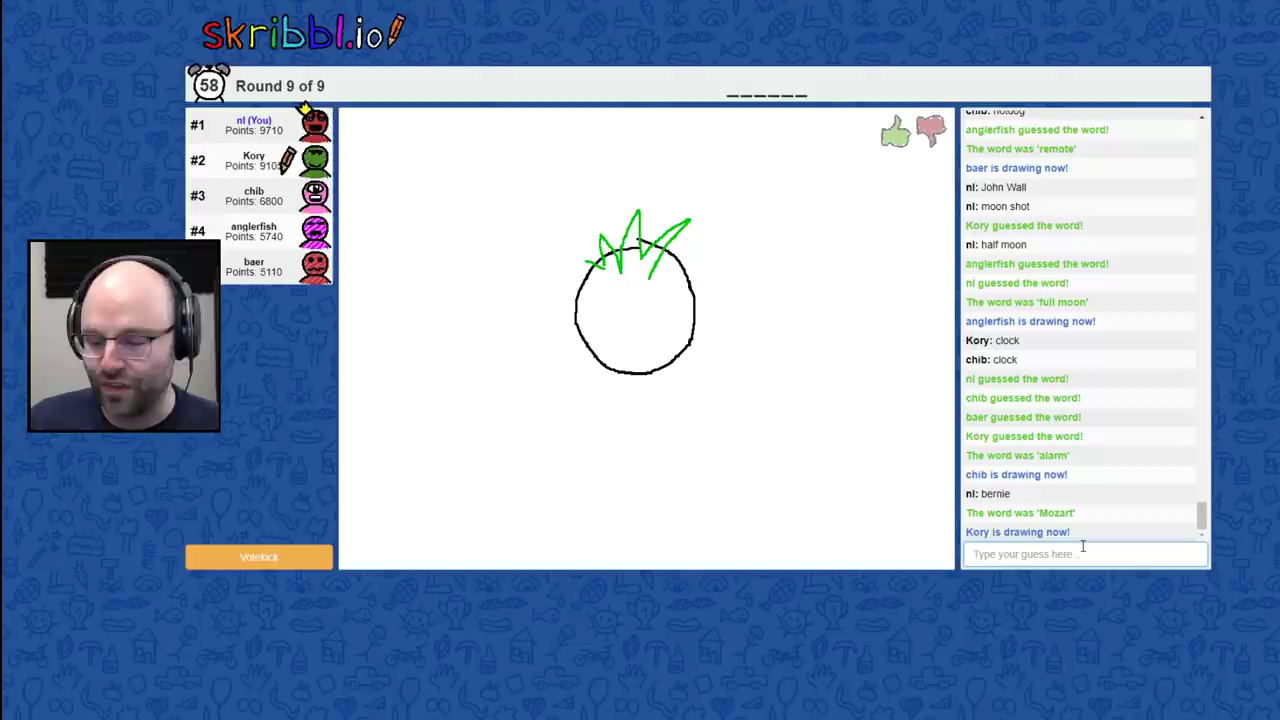 skribbl.io
58
Round 9 of 9
______
#1
nl (You)
Points: 9710
#2
Kory
Points: 910
#3
chib
Points: 6800
#4
anglerfish
Points: 5740
baer
Points: 5110
Votekick
chib: hotdog
anglerfish guessed the word!
The word was 'remote'
baer is drawing now!
nl: John Wall
nl: moon shot
Kory guessed the word!
nl: half moon
anglerfish guessed the word!
nl guessed the word!
The word was 'full moon'
anglerfish is drawing now!
Kory: clock
chib: clock
nl guessed the word!
chib guessed the word!
baer guessed the word!
Kory guessed the word!
The word was 'alarm'
chib is drawing now!
nl: bernie
The word was 'Mozart'
Kory is drawing now!
Type your guess here ..